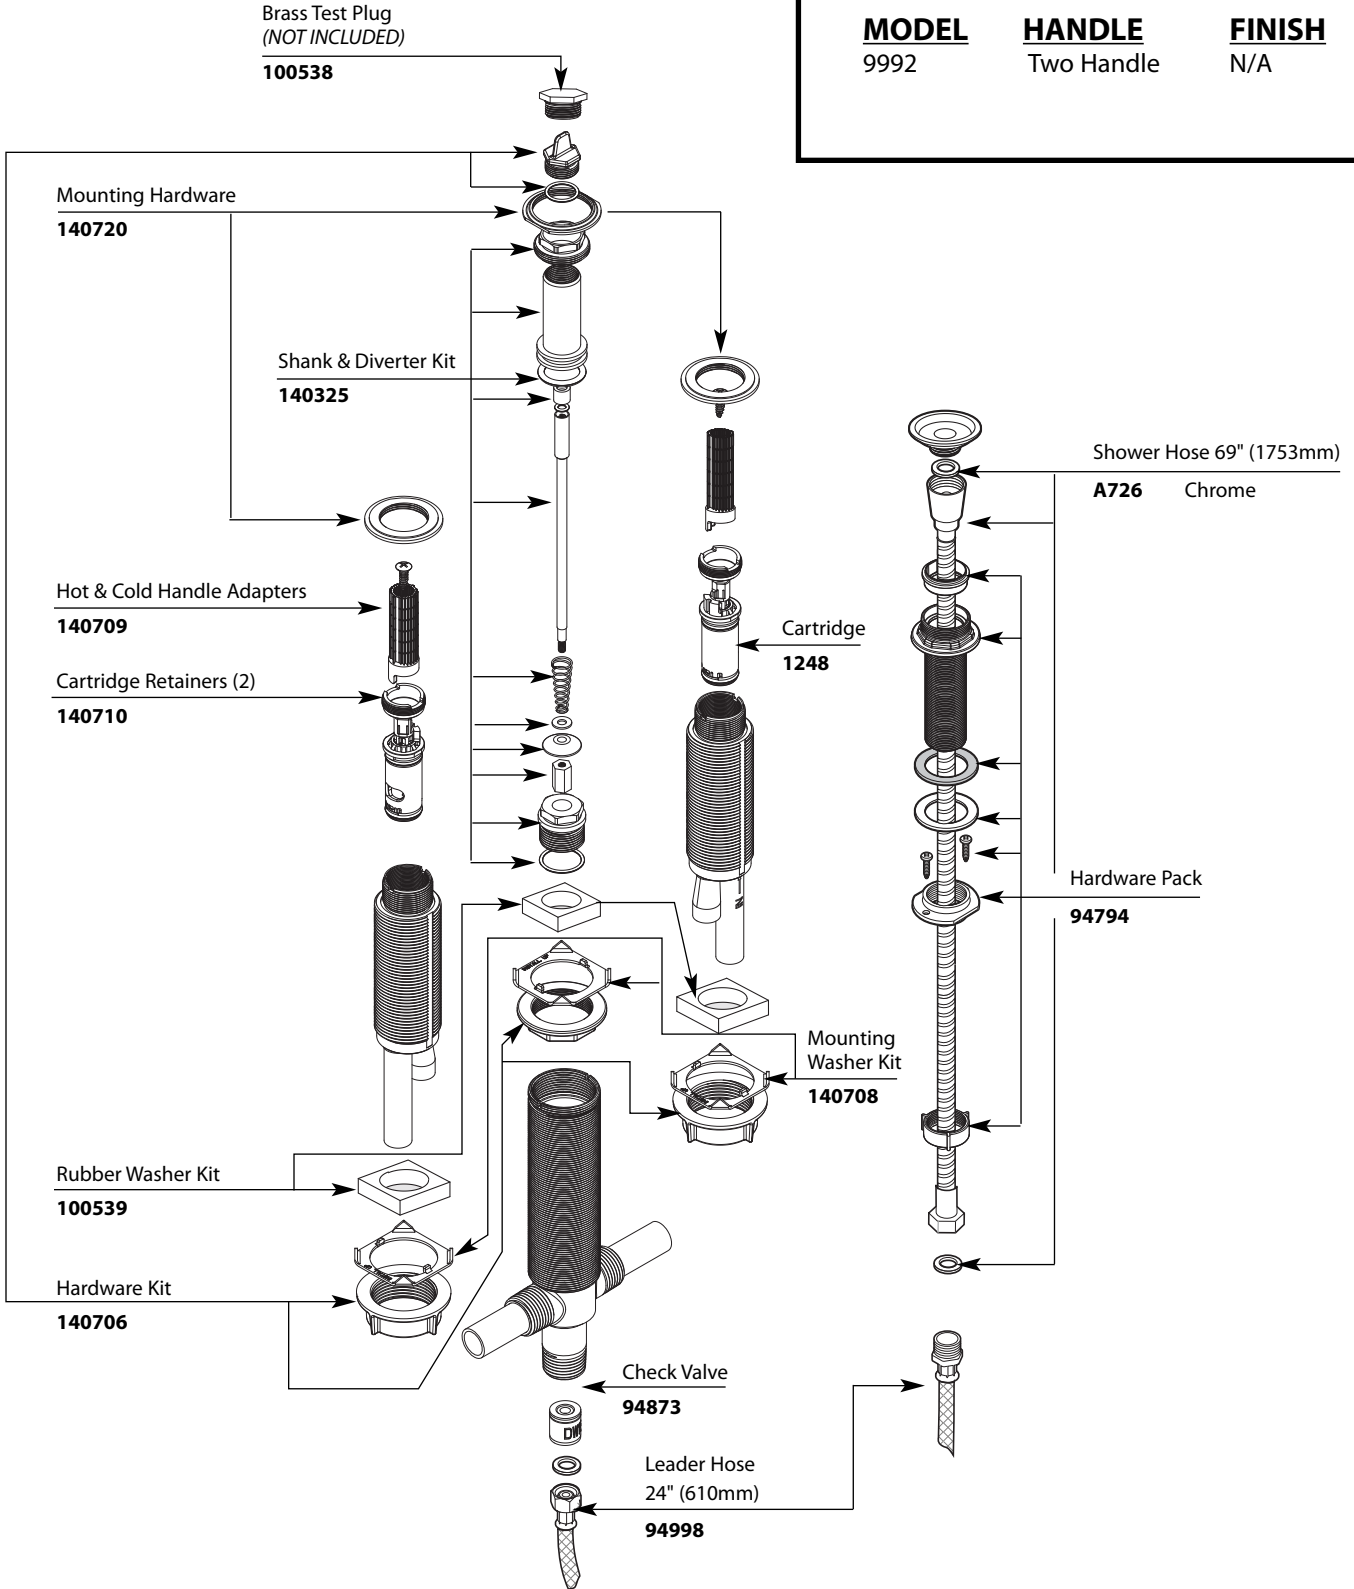 Brass Test Plug
(NOT INCLUDED)
100538
MODEL HANDLE FINISH
9992 Two Handle N/A
Mounting Hardware
140720
Shank & Diverter Kit
140325
Shower Hose 69" (1753mm)
A726 Chrome
Hot & Cold Handle Adapters
140709
Cartridge
1248
Cartridge Retainers (2)
140710
Hardware Pack
94794
Mounting
Washer Kit
140708
Rubber Washer Kit
100539
Hardware Kit
140706
Check Valve
94873
DW
Leader Hose
24" (610mm)
94998